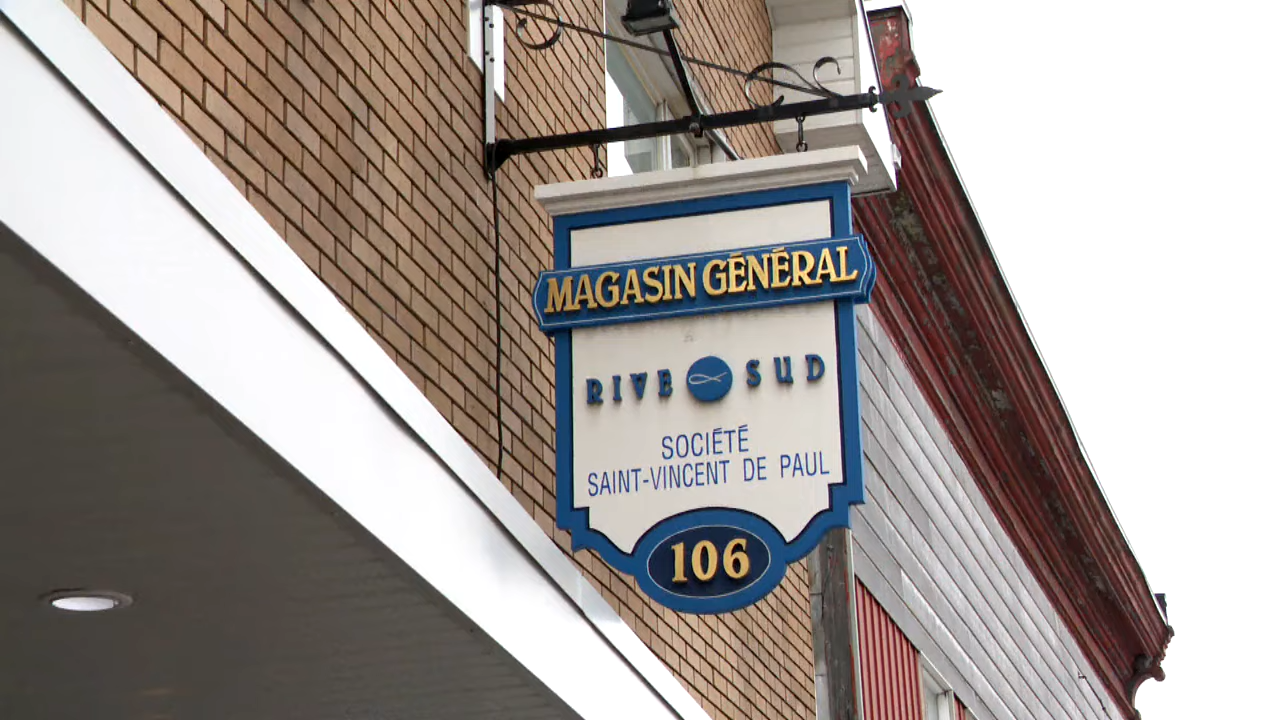 MAGASIN GÉNÉRAL
RIVE SUD
SOCIÉTÉ
SAINT-VINCENT DE PAUL
106